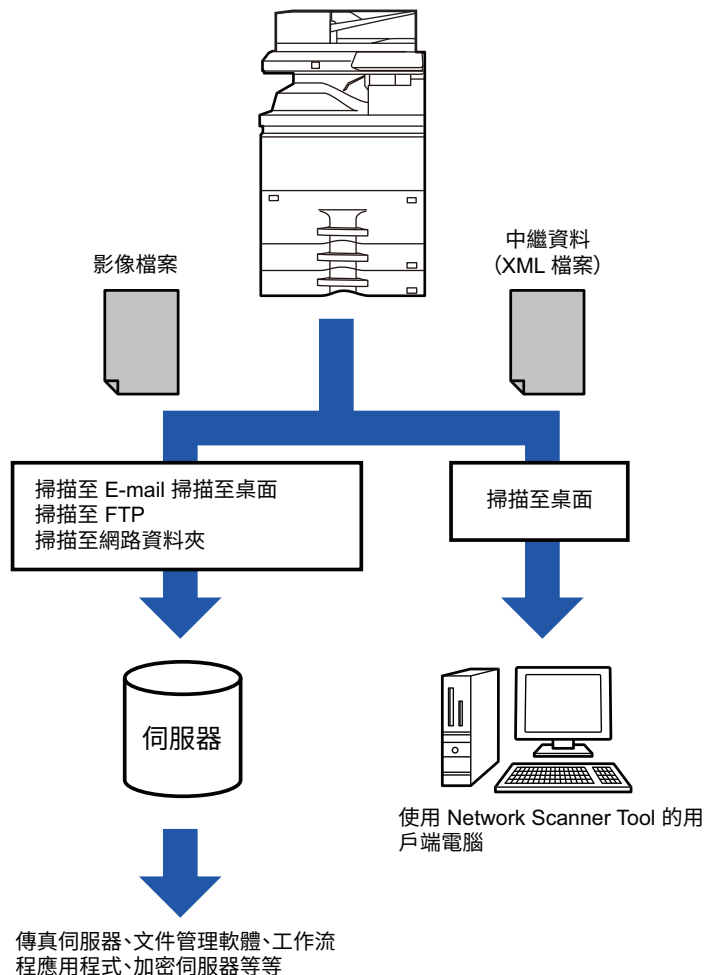 影像檔案
中繼資料
（XML 檔案）
掃描至 E-mail 掃描至桌面
掃描至 FTP
掃描至網路資料夾
掃描至桌面
伺服器
使用 Network Scanner Tool 的用
戶端電腦
傳真伺服器、文件管理軟體、工作流
程應用程式、加密伺服器等等